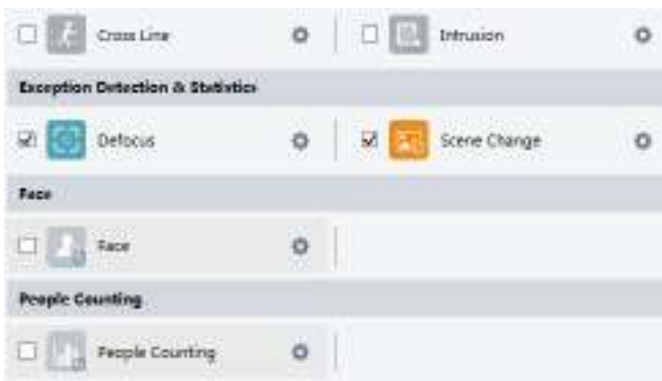 Cross Line Intrusion
Exception Detection & Statistics
Defocus Scene Change
Face
Face
People Counting
People Counting